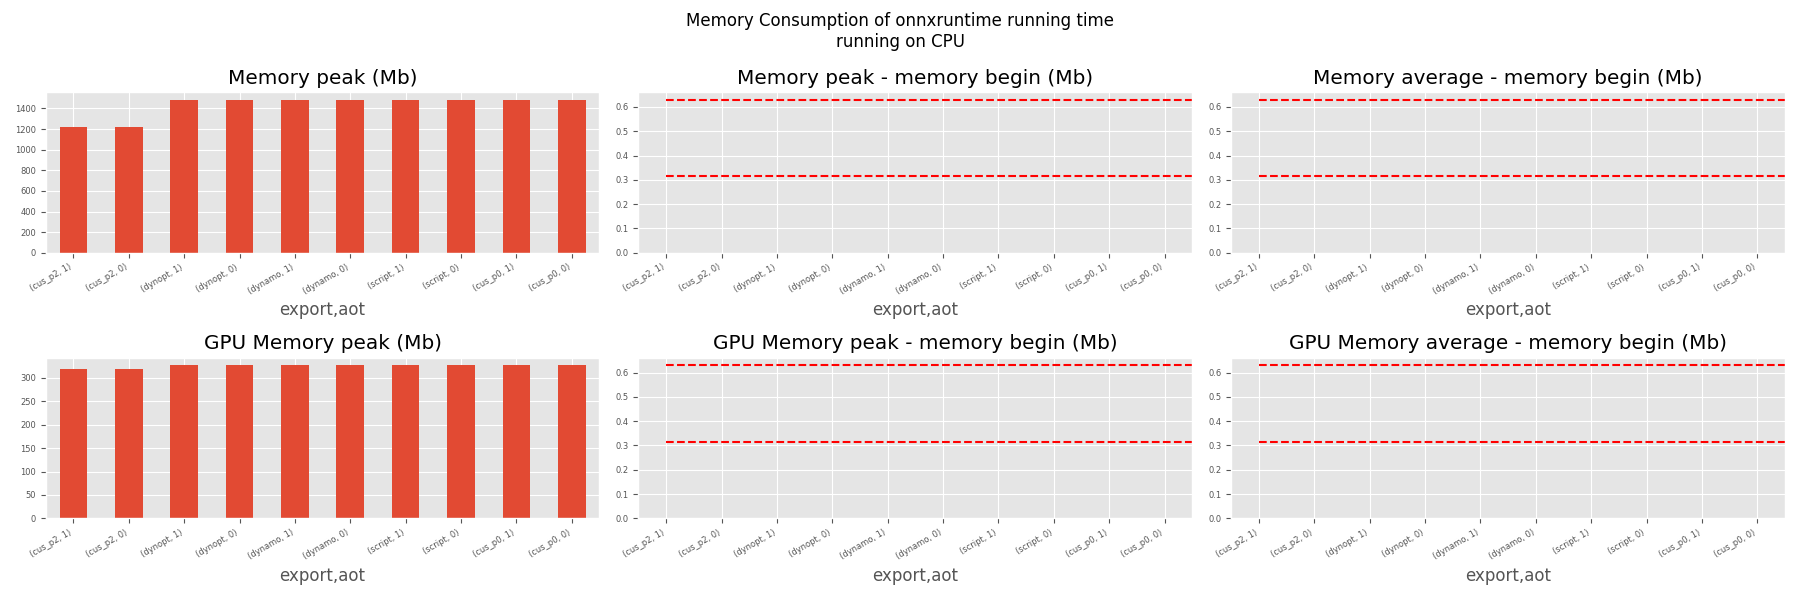 Memory Consumption of onnxruntime running time
running on CPU
Memory peak (Mb)
1400
1200
1000
800
600
400
200
0
(cus_p2, 1)
(cus_p2, 0)
(dynopt, 1)
(dynopt, 0)
(dynamo, 1)
(dynamo, 0)
(script, 1)
(script, 0)
(cus_p0, 1)
(cus_p0, 0)
export,aot
Memory peak - memory begin (Mb)
0.6
0.5
0.4
0.3
0.2
0.1
0.0
(cus_p2, 1)
(cus_p2, 0)
(dynopt, 1)
(dynopt, 0)
(dynamo, 1)
(dynamo, 0)
(script, 1)
(script, 0)
(cus_p0, 1)
(cus_p0, 0)
export,aot
Memory average - memory begin (Mb)
0.6
0.5
0.4
0.3
0.2
0.1
0.0
(cus_p2, 1)
(cus_p2, 0)
(dynopt, 1)
(dynopt, 0)
(dynamo, 1)
(dynamo, 0)
(script, 1)
(script, 0)
(cus_p0, 1)
(cus_p0, 0)
export,aot
GPU Memory peak (Mb)
300
250
200
150
100
50
0
(cus_p2, 1)
(cus_p2, 0)
(dynopt, 1)
(dynopt, 0)
(dynamo, 1)
(dynamo, 0)
(script, 1)
(script, 0)
(cus_p0, 1)
(cus_p0, 0)
export,aot
GPU Memory peak - memory begin (Mb)
0.6
0.5
0.4
0.3
0.2
0.1
0.0
(cus_p2, 1)
(cus_p2, 0)
(dynopt, 1)
(dynopt, 0)
(dynamo, 1)
(dynamo, 0)
(script, 1)
(script, 0)
(cus_p0, 1)
(cus_p0, 0)
export,aot
GPU Memory average - memory begin (Mb)
0.6
0.5
0.4
0.3
0.2
0.1
0.0
(cus_p2, 1)
(cus_p2, 0)
(dynopt, 1)
(dynopt, 0)
(dynamo, 1)
(dynamo, 0)
(script, 1)
(script, 0)
(cus_p0, 1)
(cus_p0, 0)
export,aot